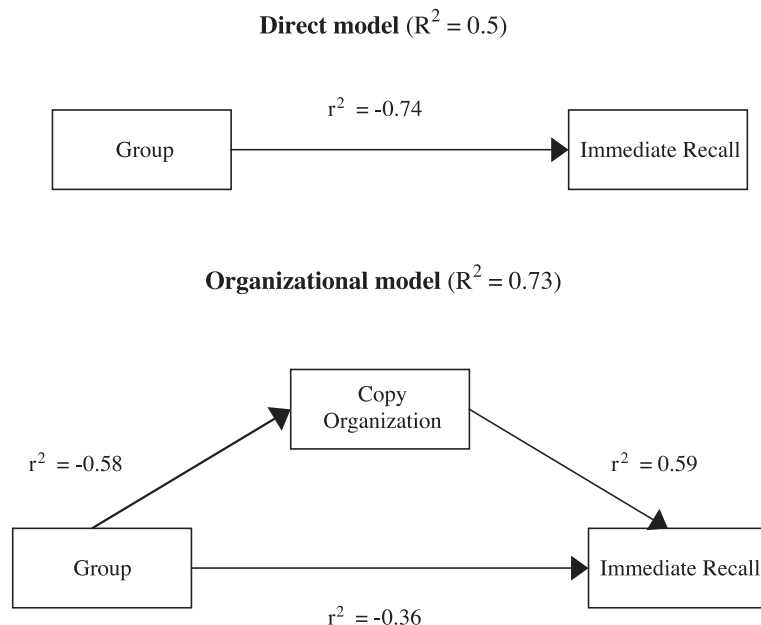 Direct model (R² = 0.5)
r² = -0.74
Group
Immediate Recall
Organizational model (R² = 0.73)
Copy
Organization
r² = -0.58
r² = 0.59
Group
Immediate Recall
r² = -0.36